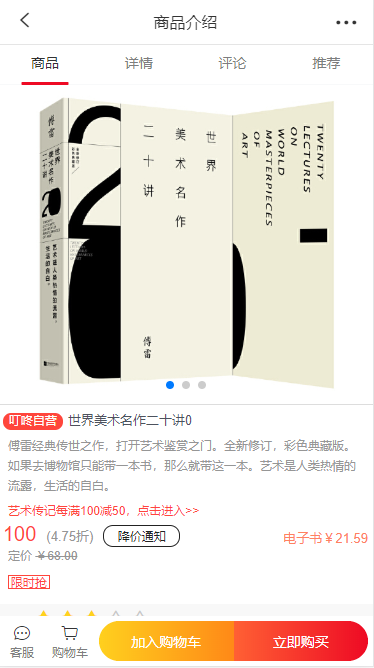 商品介绍
商品 详情 评论 推荐
傅雷
世界
美术名作
二十讲
20
二十讲
美术名作
世界
傅雷
TWENTY
LECTURES
ON
WORLD
MASTERPIECES
OF
ART
叮咚自营 世界美术名作二十讲0
傅雷经典传世之作，打开艺术鉴赏之门。全新修订，彩色典藏版。
如果去博物馆只能带一本书，那么就带这一本。艺术是人类热情的
流露，生活的自白。
艺术传记每满100减50，点击进入>>
100 (4.75折) 降价通知 电子书￥21.59
定价 ￥68.00
限时抢
客服 购物车 加入购物车 立即购买